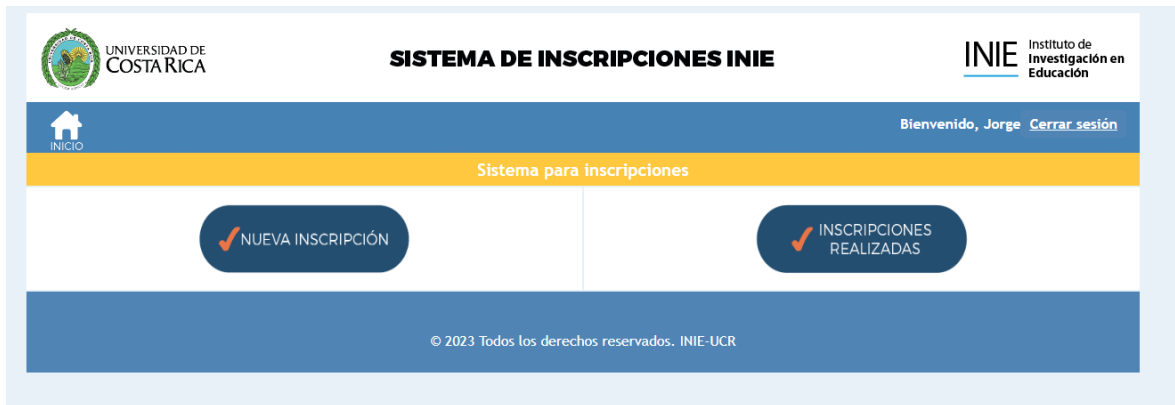 UNIVERSIDAD DE
COSTA RICA
SISTEMA DE INSCRIPCIONES INIE
INIE
Instituto de
Investigación en
Educación
INICIO
Bienvenido, Jorge Cerrar sesión
Sistema para inscripciones
NUEVA INSCRIPCIÓN
INSCRIPCIONES
REALIZADAS
© 2023 Todos los derechos reservados. INIE-UCR